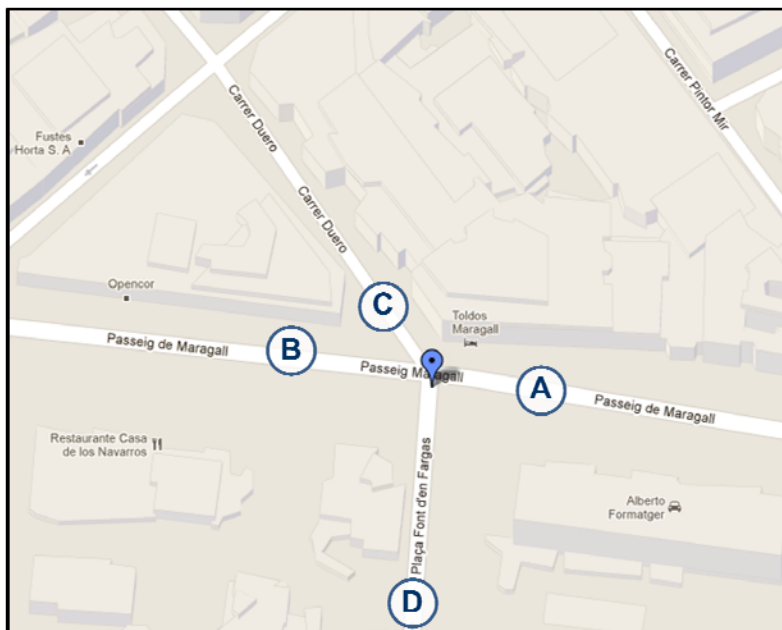 Carrer Duero
Carrer Pintor Mir
Fustes
Horta S. A
Carrer Duero
Opencor
C
Toldos
Maragall
Passeig de Maragall
B
Passeig Maragall
A
Passeig de Maragall
Restaurante Casa
de los Navarros
Plaça Font d'en Fargas
Alberto
Formatger
D